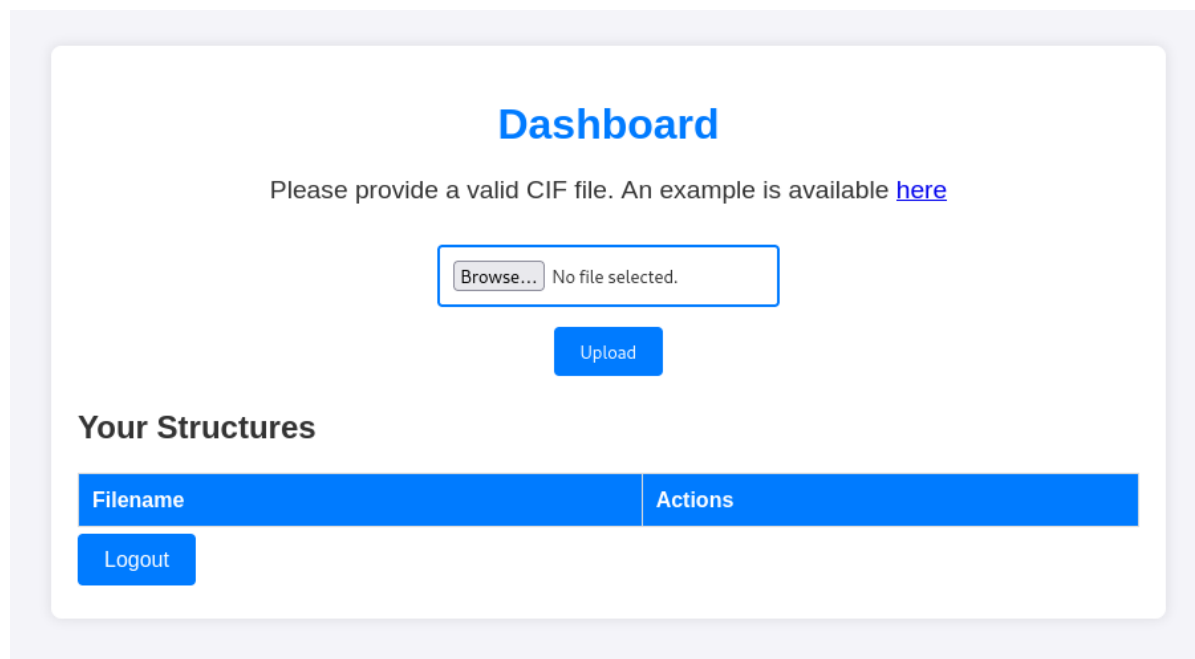 Dashboard
Please provide a valid CIF file. An example is available here
Browse... No file selected.
Upload
Your Structures
Filename Actions
Logout